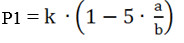 P1 = k · (1 − 5 · a/b)